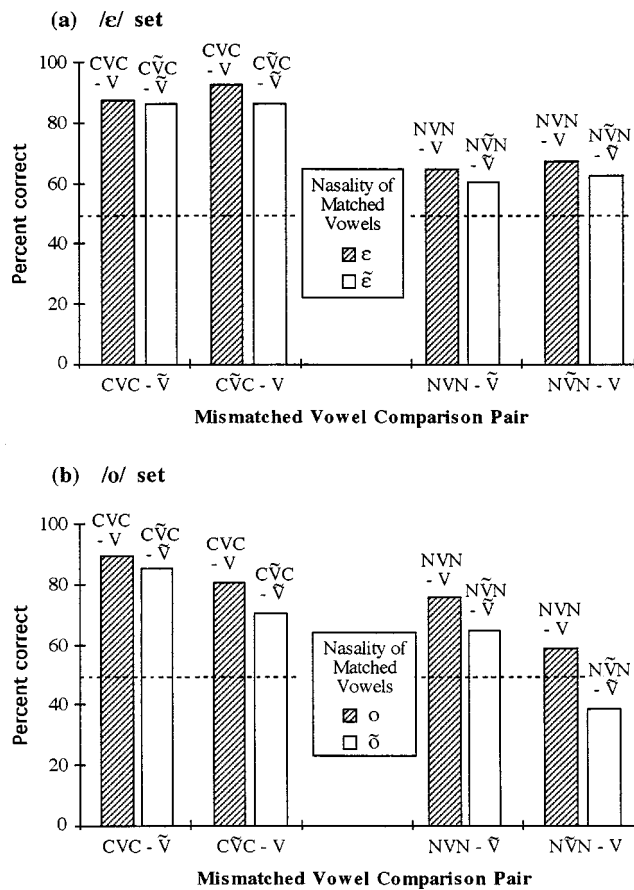 (a) /ɛ/ set
CVC - V
CṼC - Ṽ
CVC - V
CṼC - Ṽ
NVN - V
NṼN - Ṽ
NVN - V
NṼN - Ṽ
Percent correct
100
80
60
40
20
0
Nasality of
Matched
Vowels
ɛ
ɛ̃
CVC - Ṽ
CṼC - V
NVN - Ṽ
NṼN - V
Mismatched Vowel Comparison Pair
(b) /o/ set
CVC - V
CṼC - Ṽ
CVC - V
CṼC - Ṽ
NVN - V
NṼN - Ṽ
NVN - V
NṼN - Ṽ
Percent correct
100
80
60
40
20
0
Nasality of
Matched
Vowels
o
õ
CVC - Ṽ
CṼC - V
NVN - Ṽ
NṼN - V
Mismatched Vowel Comparison Pair